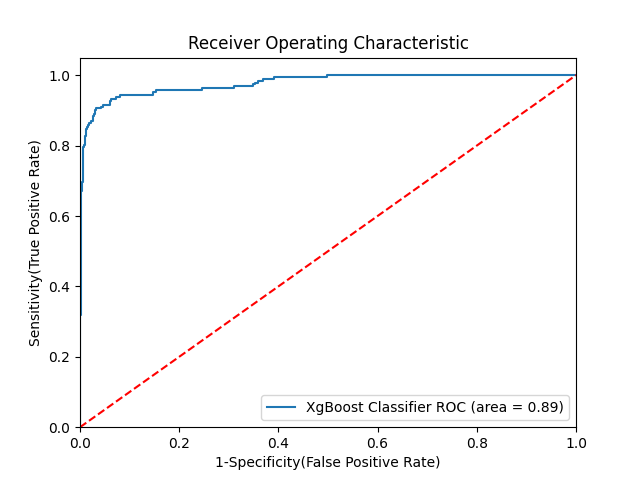 Receiver Operating Characteristic
1.0
0.8
0.6
0.4
0.2
0.0
Sensitivity(True Positive Rate)
XgBoost Classifier ROC (area = 0.89)
0.0 0.2 0.4 0.6 0.8 1.0
1-Specificity(False Positive Rate)